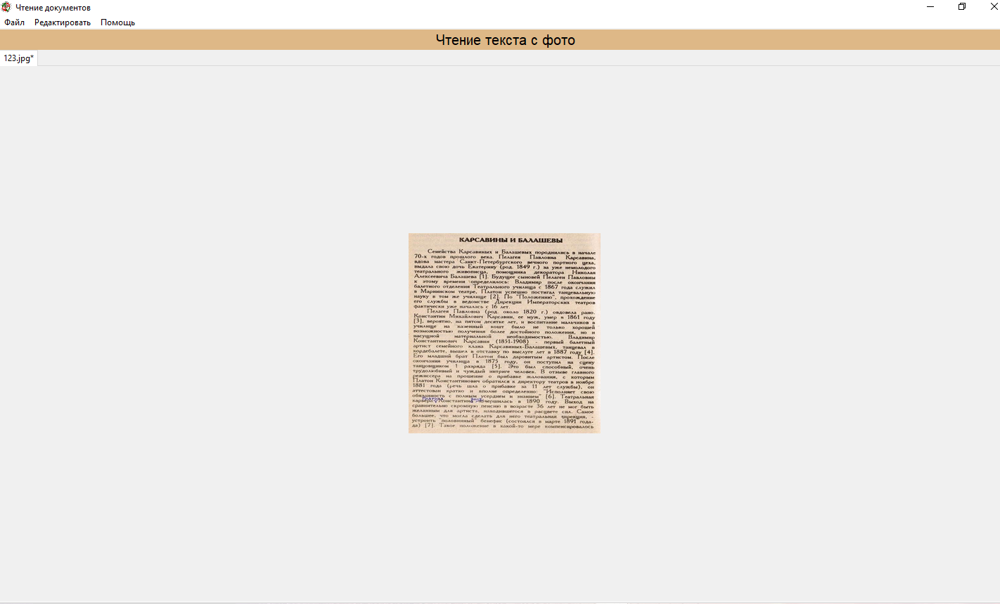 Чтение документов
Файл Редактировать Помощь
Чтение текста с фото
123.jpg*
КАРСАВИНЫ И БАЛАШЕВЫ
Семейства Карсавиных и Балашевых породнились в начале
70-х годов прошлого века. Пелагея Павловна Карсавина,
вдова мастера Санкт-Петербургского вечного портного цеха,
выдала свою дочь Екатерину (род. 1849 г.) за уже немолодого
театрального живописца, помощника декоратора Николая
Алексеевича Балашева [1]. Будущее сыновей Пелагеи Павловны
к этому времени определилось: Владимир после окончания
балетного отделения Театрального училища с 1867 года служил
в Мариинском театре, Платон успешно постигал танцевальную
науку в том же училище [2]. По "Положению", прохождение
его службы в ведомстве Дирекции Императорских театров
фактически уже началась с 16 лет.
Пелагея Павловна (род. около 1820 г.) овдовела рано.
Константин Михайлович Карсавин, ее муж, умер в 1861 году
[3], вероятно, на пятом десятке лет, и воспитание мальчиков в
училище на казенный кошт было не только хорошей
возможностью получения более достойного положения, но и
насущной материальной необходимостью. Владимир
Константинович Карсавин (1851-1908) - первый балетный
артист семейного клана Карсавиных-Балашевых, танцевал в
кордебалете, вышел в отставку по выслуге лет в 1887 году [4].
Его младший брат Платон был даровитым артистом. После
окончания училища в 1875 году, он поступил на сцену
танцовщиком 1 разряда [5]. Это был способный, очень
трудолюбивый и чуждый интриге человек. В отзыве главного
режиссера на прошение о прибавке жалования, с которым
Платон Константинович обратился к директору театров в ноябре
1881 года (речь шла о прибавке за 11 лет службы), он
аттестован кратко и вполне определенно: "Исполняет свою
обязанность с полным усердием и знанием" [6]. Театральная
карьера Константина завершилась в 1890 году. Выход на
сравнительно скромную пенсию в возрасте 36 лет не мог быть
желанным для артиста, находившегося в расцвете сил. Самое
большее, что могла сделать для него театральная дирекция, -
устроить "половинный" бенефис (состоялся в марте 1891 года-
да) [7]. Такое положение в какой-то мере компенсировалось